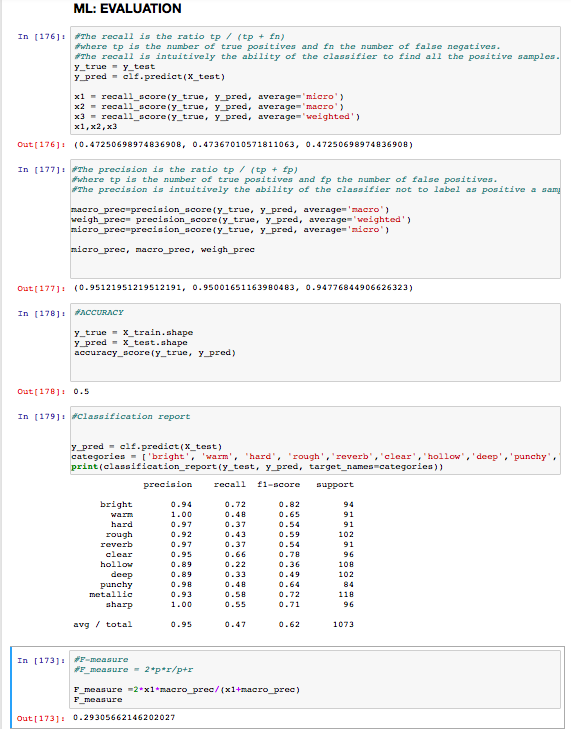 ML: EVALUATION
In [176]: #The recall is the ratio tp / (tp + fn)
#where tp is the number of true positives and fn the number of false negatives.
#The recall is intuitively the ability of the classifier to find all the positive samples.
y_true = y_test
y_pred = clf.predict(X_test)
x1 = recall_score(y_true, y_pred, average='micro')
x2 = recall_score(y_true, y_pred, average='macro')
x3 = recall_score(y_true, y_pred, average='weighted')
x1,x2,x3
Out[176]: (0.47250698974836908, 0.47367010571811063, 0.47250698974836908)
In [177]: #The precision is the ratio tp / (tp + fp)
#where tp is the number of true positives and fp the number of false positives.
#The precision is intuitively the ability of the classifier not to label as positive a samp
macro_prec=precision_score(y_true, y_pred, average='macro')
weigh_prec= precision_score(y_true, y_pred, average='weighted')
micro_prec=precision_score(y_true, y_pred, average='micro')
micro_prec, macro_prec, weigh_prec
Out[177]: (0.95121951219512191, 0.95001651163980483, 0.94776844906626323)
In [178]: #ACCURACY
y_true = X_train.shape
y_pred = X_test.shape
accuracy_score(y_true, y_pred)
Out[178]: 0.5
In [179]: #Classification report
y_pred = clf.predict(X_test)
categories = ['bright', 'warm', 'hard', 'rough','reverb','clear','hollow','deep','punchy','
print(classification_report(y_test, y_pred, target_names=categories))
precision recall f1-score support
bright 0.94 0.72 0.82 94
warm 1.00 0.48 0.65 91
hard 0.97 0.37 0.54 91
rough 0.92 0.43 0.59 102
reverb 0.97 0.37 0.54 91
clear 0.95 0.66 0.78 96
hollow 0.89 0.22 0.36 108
deep 0.89 0.33 0.49 102
punchy 0.98 0.48 0.64 84
metallic 0.93 0.58 0.72 118
sharp 1.00 0.55 0.71 96
avg / total 0.95 0.47 0.62 1073
In [173]: #F-measure
#F_measure = 2*p*r/p+r
F_measure =2*x1*macro_prec/(x1+macro_prec)
F_measure
Out[173]: 0.29305662146202027